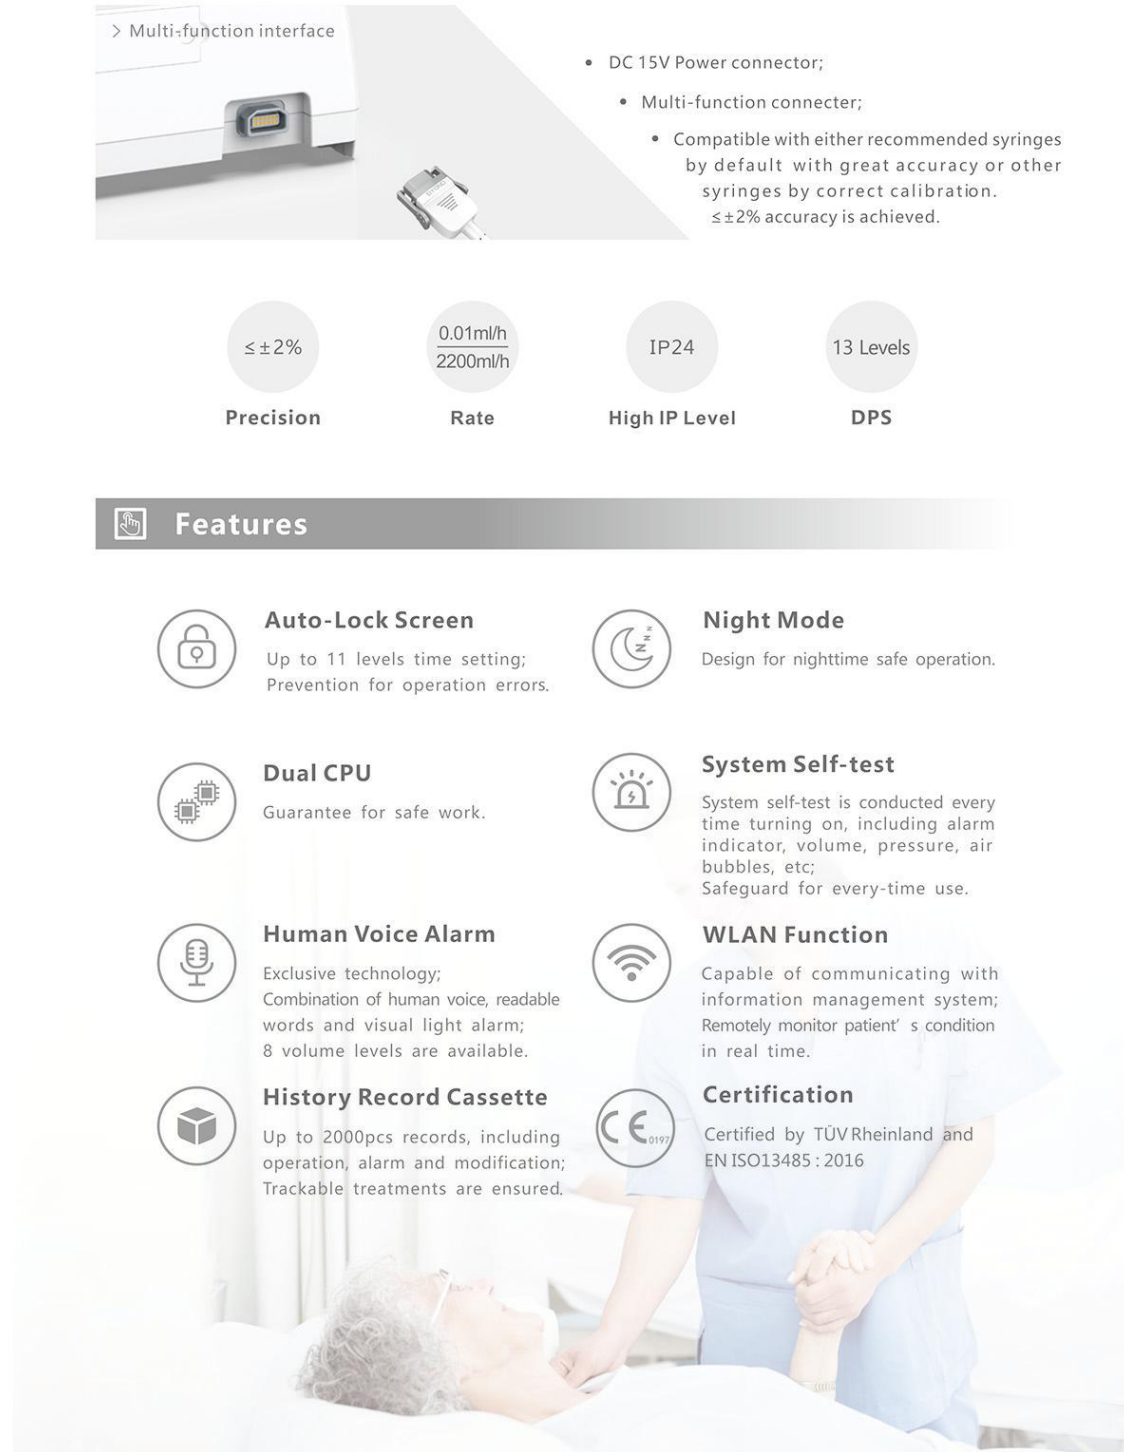 > Multi-function interface
• DC 15V Power connector;
• Multi-function connecter;
• Compatible with either recommended syringes
by default with great accuracy or other
syringes by correct calibration.
≤±2% accuracy is achieved.
≤±2%
0.01ml/h
2200ml/h
IP24
13 Levels
Precision
Rate
High IP Level
DPS
Features
Auto-Lock Screen
Up to 11 levels time setting;
Prevention for operation errors.
Night Mode
Design for nighttime safe operation.
Dual CPU
Guarantee for safe work.
System Self-test
System self-test is conducted every
time turning on, including alarm
indicator, volume, pressure, air
bubbles, etc;
Safeguard for every-time use.
Human Voice Alarm
Exclusive technology;
Combination of human voice, readable
words and visual light alarm;
8 volume levels are available.
WLAN Function
Capable of communicating with
information management system;
Remotely monitor patient’ s condition
in real time.
History Record Cassette
Up to 2000pcs records, including
operation, alarm and modification;
Trackable treatments are ensured.
CE 0197
Certification
Certified by TÜV Rheinland and
EN ISO13485 : 2016